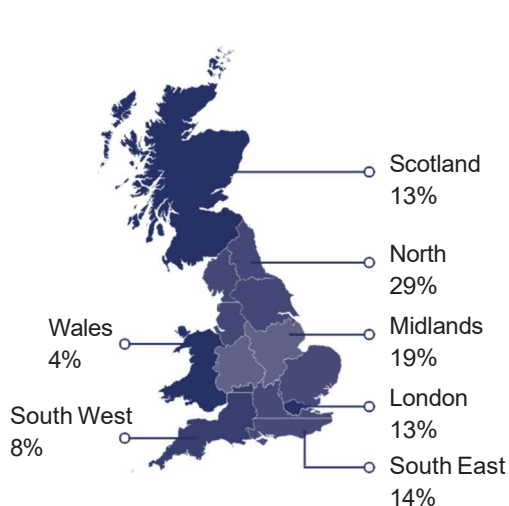 Scotland
13%
North
29%
Wales
4%
Midlands
19%
South West
8%
London
13%
South East
14%